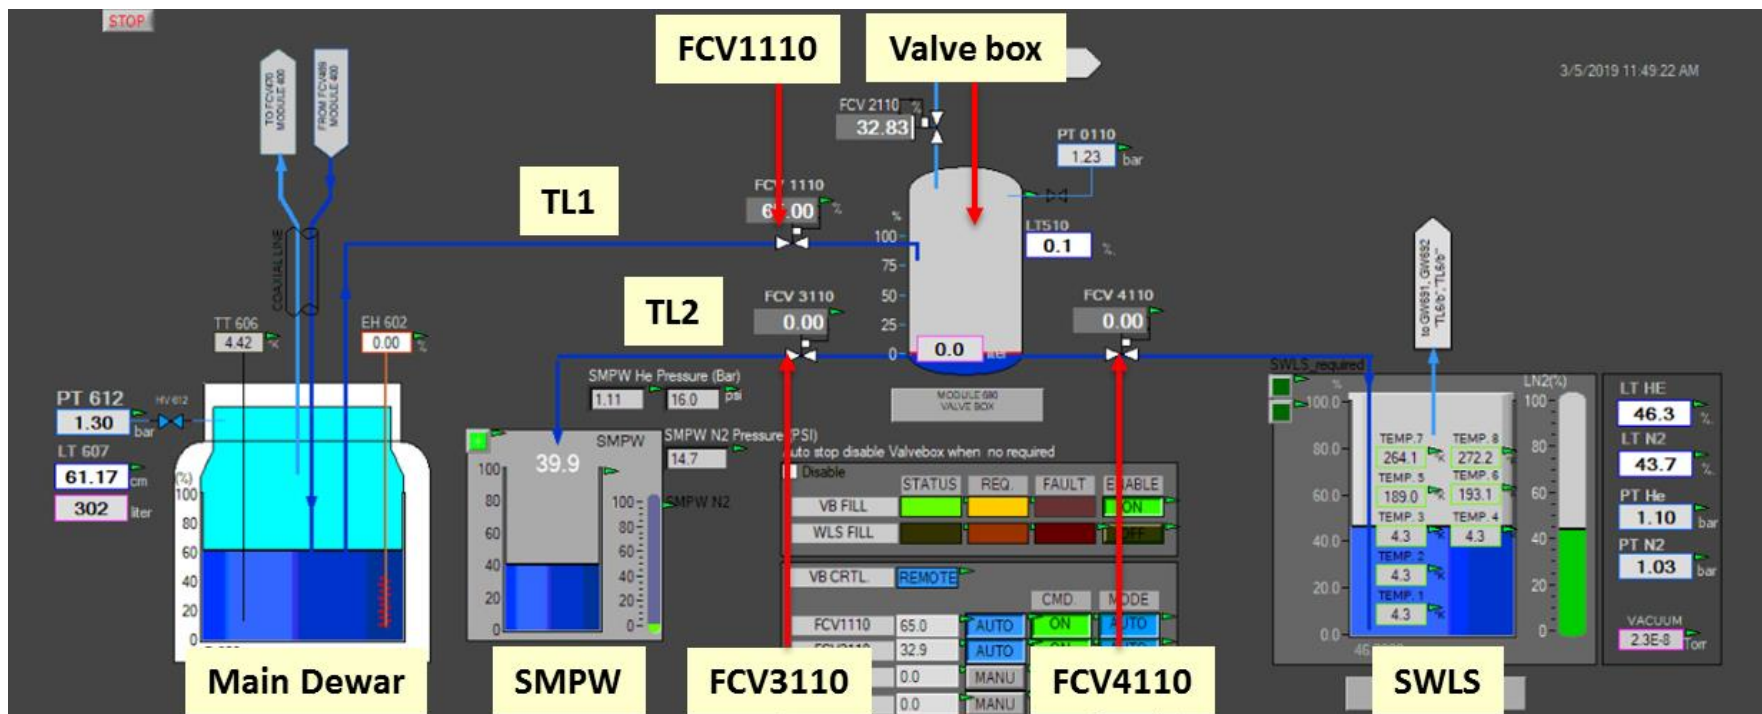 STOP
FCV1110
Valve box
3/5/2019 11:49:22 AM
TO FCV470
MODULE 400
FROM FCV469
MODULE 400
COAXIAL LINE
FCV 2110 %
32.83
PT 0110
1.23 bar
TL1
FCV 1110
%
LT510
0.1 %
%
100
75
50
25
0
0.0
TL2
FCV 3110
0.00
FCV 4110
0.00
to GW691, GW692
"TL6/b", "TL6/b"
TT 606
4.42 °K
EH 602
0.00 %
PT 612
1.30 bar
HV 612
LT 607
61.17 cm
302 liter
(%)
100
80
60
40
20
0
SMPW He Pressure (Bar)
1.11 16.0 psi
MODULE 680
VALVE BOX
SMPW N2 Pressure (PSI)
14.7
SMPW
39.9
100
80
60
40
20
0
SMPW N2
100
80
60
40
20
0
Auto stop disable Valvebox when no required
Disable
STATUS REQ. FAULT ENABLE
VB FILL ON
WLS FILL OFF
VB CRTL. REMOTE
CMD. MODE
FCV1110 65.0 AUTO ON AUTO
32.9 AUTO
0.0 MANU
0.0 MANU
SWLS_required
%
100.0
80.0
60.0
40.0
20.0
0.0
TEMP.7 TEMP. 8
264.1 °K 272.2 °K
TEMP. 5 TEMP. 6
189.0 °K 193.1 °K
TEMP. 3 TEMP. 4
4.3 °K 4.3 °K
TEMP. 2
4.3 °K
TEMP. 1
4.3 °K
LN2(%)
100
80
60
40
20
0
LT HE
46.3 %
LT N2
43.7 %
PT He
1.10 bar
PT N2
1.03 bar
VACUUM
2.3E-8 Torr
Main Dewar
SMPW
FCV3110
FCV4110
SWLS